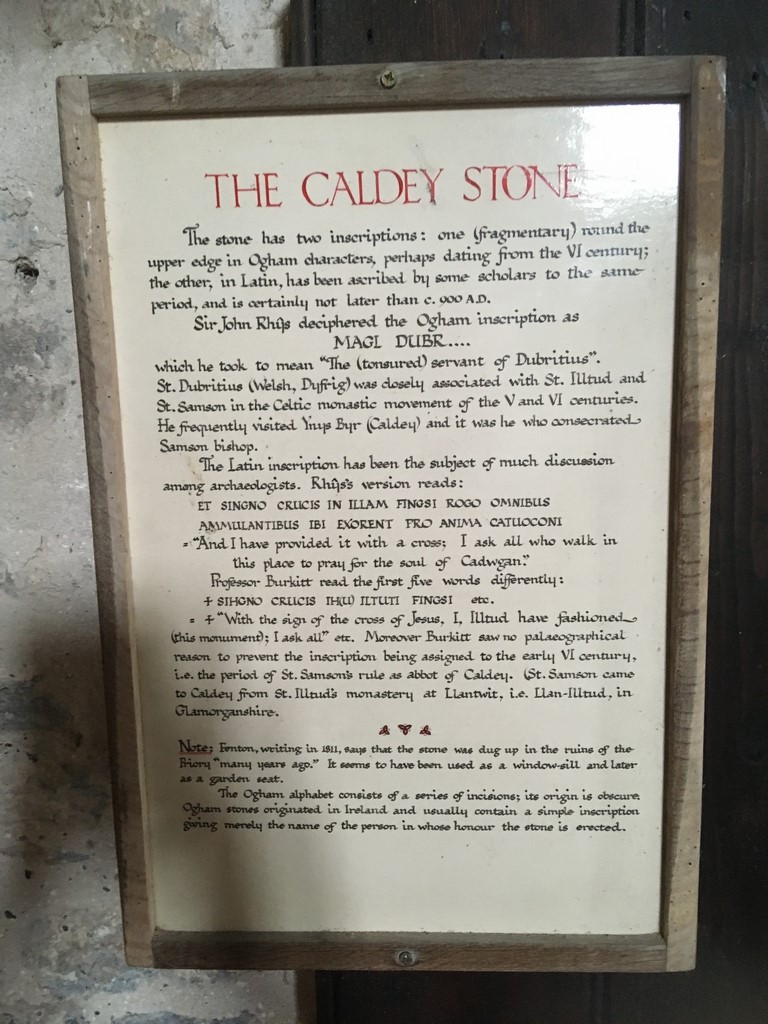 THE CALDEY STONE
The stone has two inscriptions: one (fragmentary) round the
upper edge in Ogham characters, perhaps dating from the VI century;
the other, in Latin, has been ascribed by some scholars to the same
period, and is certainly not later than c. 900 A.D.
Sir John Rhŷs deciphered the Ogham inscription as
MAGL DUBR....
which he took to mean "The (tonsured) servant of Dubritius".
St. Dubritius (Welsh, Dyfrig) was closely associated with St. Illtud and
St. Samson in the Celtic monastic movement of the V and VI centuries.
He frequently visited Ynys Byr (Caldey) and it was he who consecrated
Samson bishop.
The Latin inscription has been the subject of much discussion
among archaeologists. Rhŷs's version reads:
ET SINGNO CRUCIS IN ILLAM FINGSI ROGO OMNIBUS
AMMULANTIBUS IBI EXORENT PRO ANIMA CATUOCONI
= "And I have provided it with a cross; I ask all who walk in
this place to pray for the soul of Cadwgan."
Professor Burkitt read the first five words differently:
+ SIHGNO CRUCIS IH(U) ILTUTI FINGSI etc.
= + "With the sign of the cross of Jesus, I, Illtud have fashioned
(this monument); I ask all" etc. Moreover Burkitt saw no palaeographical
reason to prevent the inscription being assigned to the early VI century,
i.e. the period of St. Samson's rule as abbot of Caldey. (St. Samson came
to Caldey from St. Illtud's monastery at Llantwit, i.e. Llan-Illtud, in
Glamorganshire.
Note: Fenton, writing in 1811, says that the stone was dug up in the ruins of the
Priory "many years ago." It seems to have been used as a window-sill and later
as a garden seat.
The Ogham alphabet consists of a series of incisions; its origin is obscure.
Ogham stones originated in Ireland and usually contain a simple inscription
giving merely the name of the person in whose honour the stone is erected.